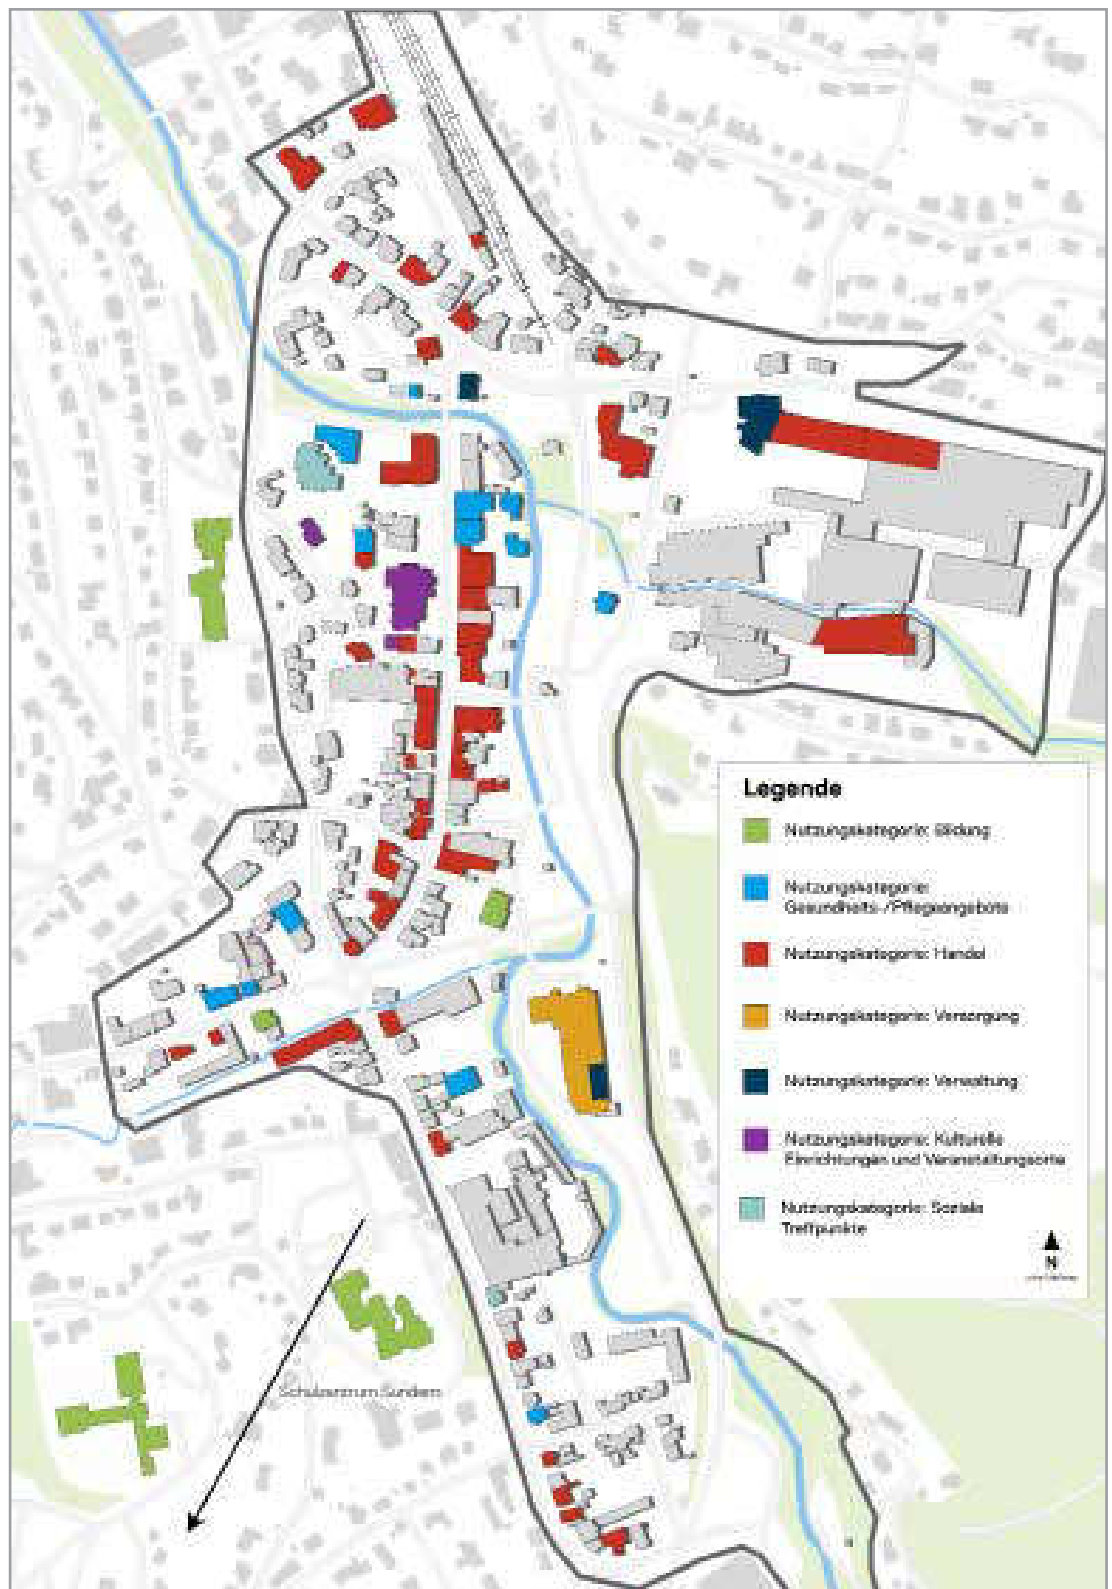 Legende
Nutzungskategorie: Bildung
Nutzungskategorie:
Gesundheits-/Pflegeangebote
Nutzungskategorie: Handel
Nutzungskategorie: Versorgung
Nutzungskategorie: Verwaltung
Nutzungskategorie: Kulturelle
Einrichtungen und Veranstaltungsorte
Nutzungskategorie: Soziale
Treffpunkte
N
Schulzentrum Sundern